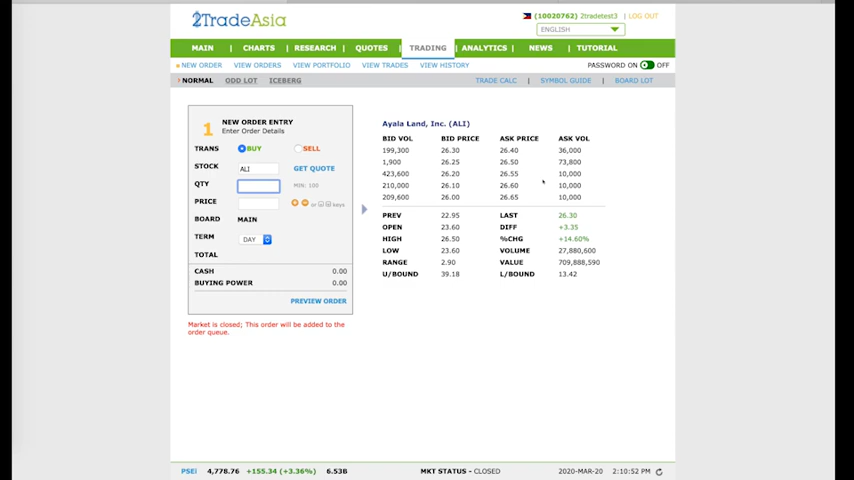 2TradeAsia
(10020762) 2tradetest3 | LOG OUT
ENGLISH
MAIN | CHARTS | RESEARCH | QUOTES | TRADING | ANALYTICS | NEWS | TUTORIAL
NEW ORDER VIEW ORDERS VIEW PORTFOLIO VIEW TRADES VIEW HISTORY PASSWORD ON OFF
NORMAL ODD LOT ICEBERG TRADE CALC | SYMBOL GUIDE | BOARD LOT
1 NEW ORDER ENTRY
Enter Order Details
TRANS BUY SELL
STOCK ALI GET QUOTE
QTY MIN: 100
PRICE or keys
BOARD MAIN
TERM DAY
TOTAL
CASH 0.00
BUYING POWER 0.00
PREVIEW ORDER
Market is closed; This order will be added to the
order queue.
Ayala Land, Inc. (ALI)
BID VOL BID PRICE ASK PRICE ASK VOL
199,300 26.30 26.40 36,000
1,900 26.25 26.50 73,800
423,600 26.20 26.55 10,000
210,000 26.10 26.60 10,000
209,600 26.00 26.65 10,000
PREV 22.95 LAST 26.30
OPEN 23.60 DIFF +3.35
HIGH 26.50 %CHG +14.60%
LOW 23.60 VOLUME 27,880,600
RANGE 2.90 VALUE 709,888,590
U/BOUND 39.18 L/BOUND 13.42
PSEi 4,778.76 +155.34 (+3.36%) 6.53B MKT STATUS - CLOSED 2020-MAR-20 2:10:52 PM